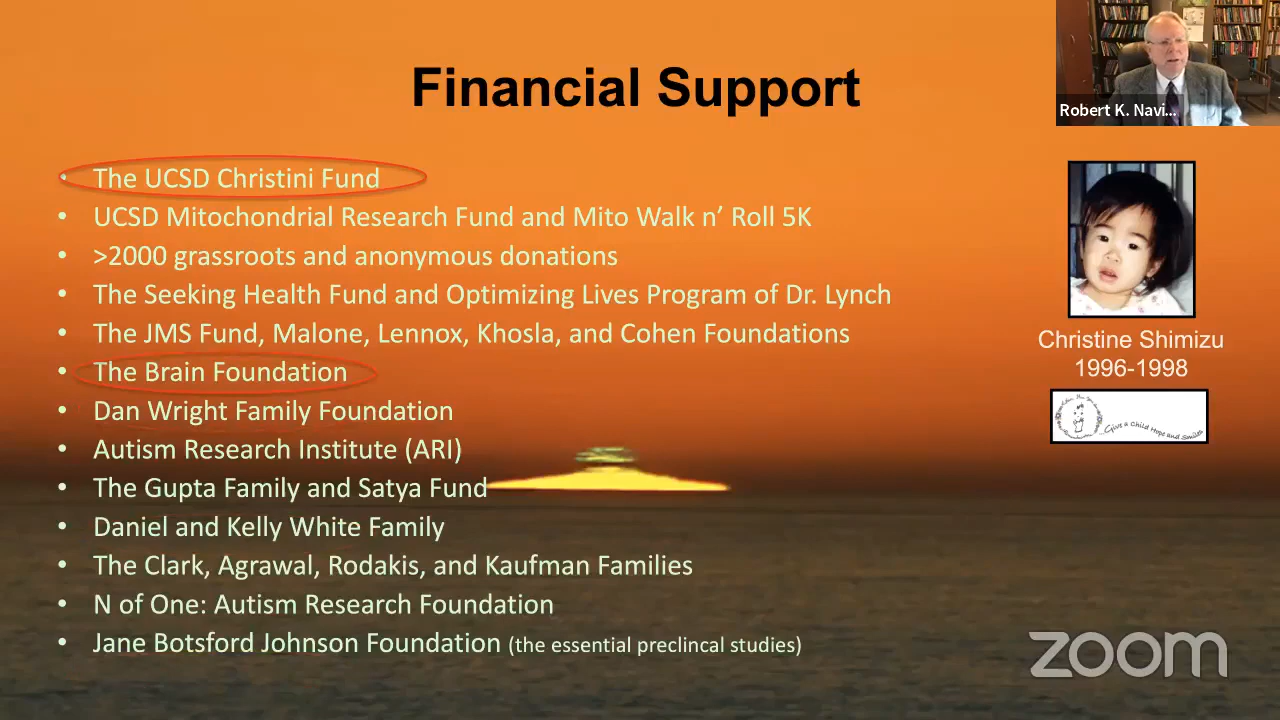 Financial Support
Robert K. Navi...
• The UCSD Christini Fund
• UCSD Mitochondrial Research Fund and Mito Walk n’ Roll 5K
• >2000 grassroots and anonymous donations
• The Seeking Health Fund and Optimizing Lives Program of Dr. Lynch
• The JMS Fund, Malone, Lennox, Khosla, and Cohen Foundations
• The Brain Foundation
• Dan Wright Family Foundation
• Autism Research Institute (ARI)
• The Gupta Family and Satya Fund
• Daniel and Kelly White Family
• The Clark, Agrawal, Rodakis, and Kaufman Families
• N of One: Autism Research Foundation
• Jane Botsford Johnson Foundation (the essential preclincal studies)
Christine Shimizu
1996-1998
...Give a Child Hope and Smiles
zoom